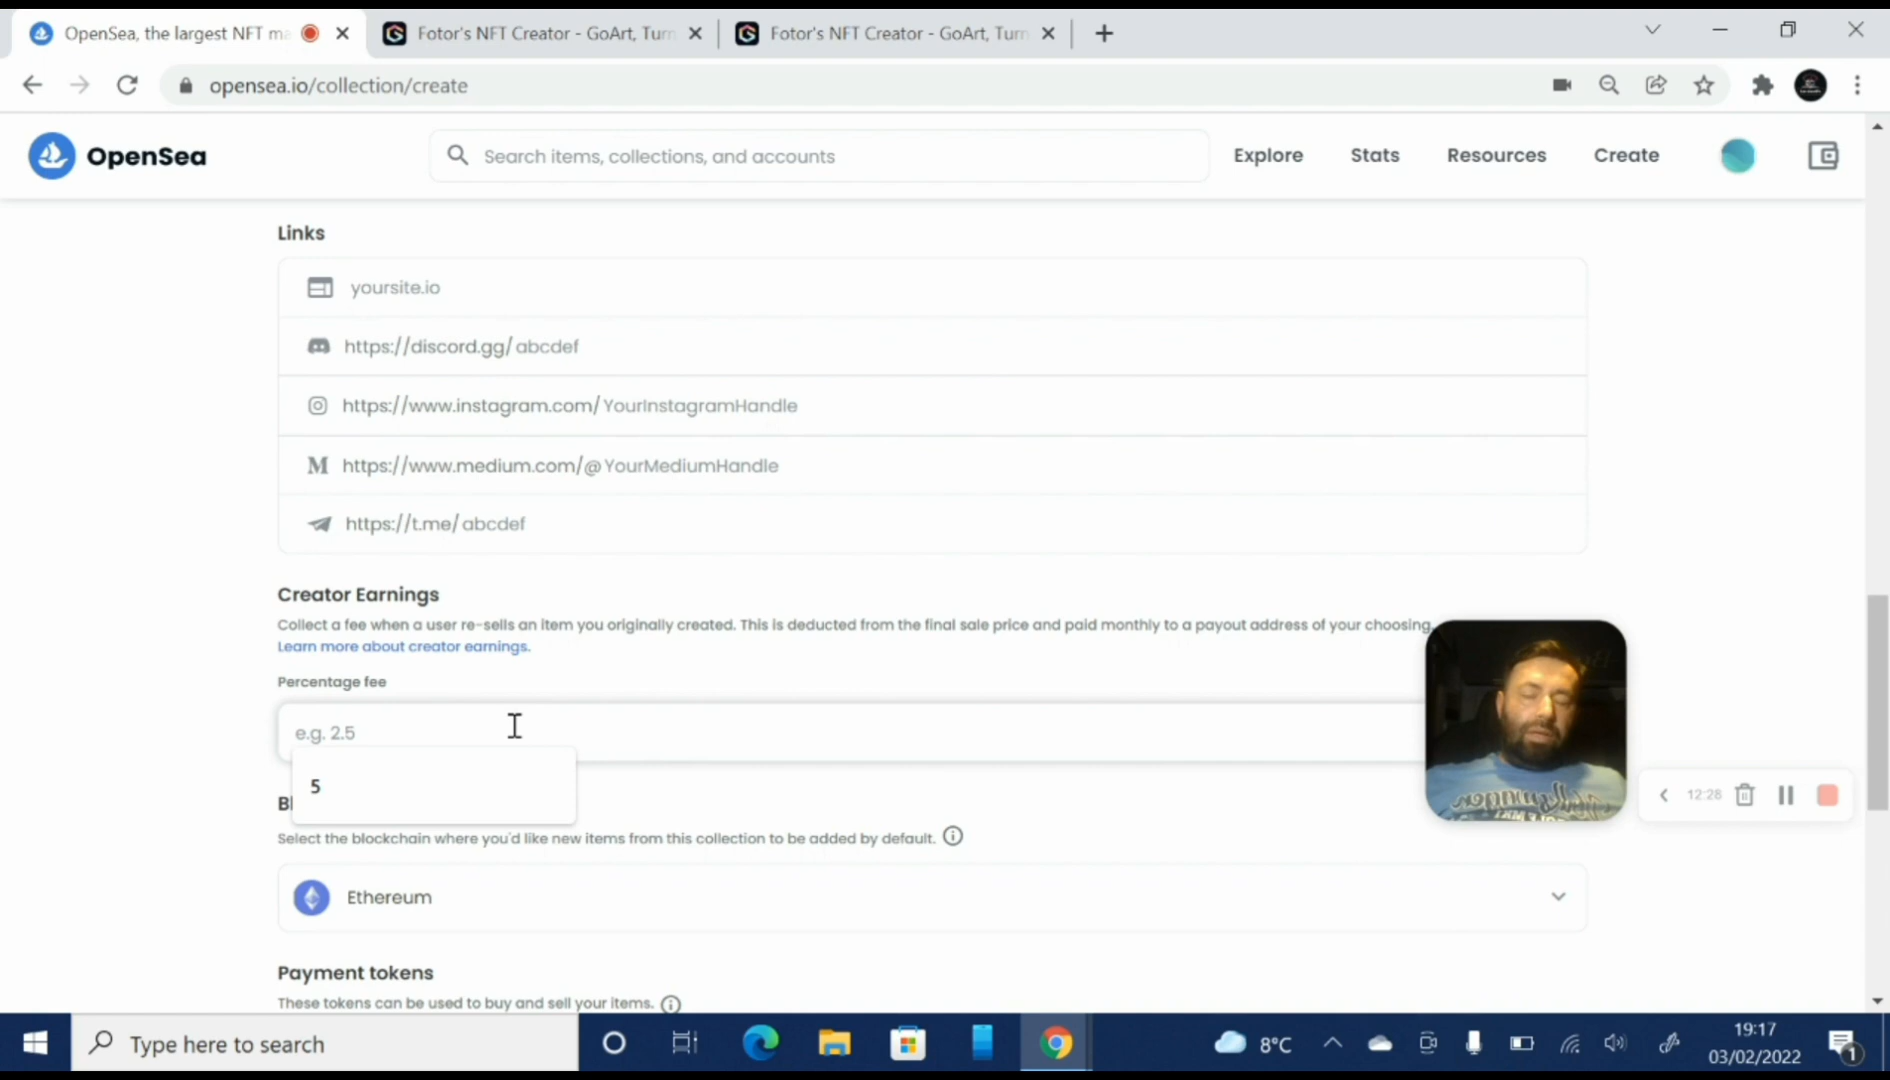 OpenSea, the largest NFT ma
Fotor's NFT Creator - GoArt, Turn
Fotor's NFT Creator - GoArt, Turn
opensea.io/collection/create
OpenSea
Search items, collections, and accounts
Explore
Stats
Resources
Create
Links
yoursite.io
https://discord.gg/abcdef
https://www.instagram.com/YourInstagramHandle
https://www.medium.com/@YourMediumHandle
https://t.me/abcdef
Creator Earnings
Collect a fee when a user re-sells an item you originally created. This is deducted from the final sale price and paid monthly to a payout address of your choosing.
Learn more about creator earnings.
Percentage fee
e.g. 2.5
5
Bl
Select the blockchain where you'd like new items from this collection to be added by default.
Ethereum
12:28
Payment tokens
These tokens can be used to buy and sell your items.
Type here to search
8°C
19:17
03/02/2022
1